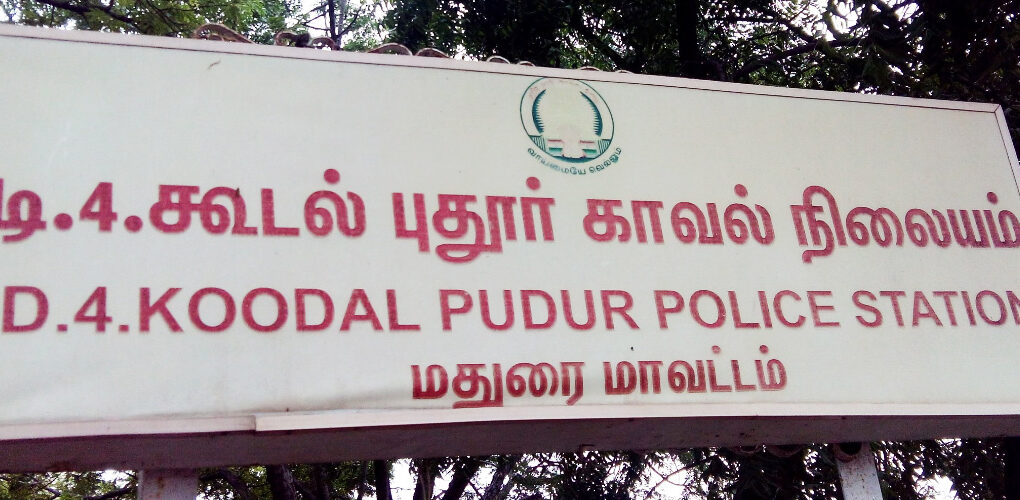 வாய்மையே வெல்லும்
டி.4.கூடல் புதூர் காவல் நிலையம்
D.4.KOODAL PUDUR POLICE STATION
மதுரை மாவட்டம்